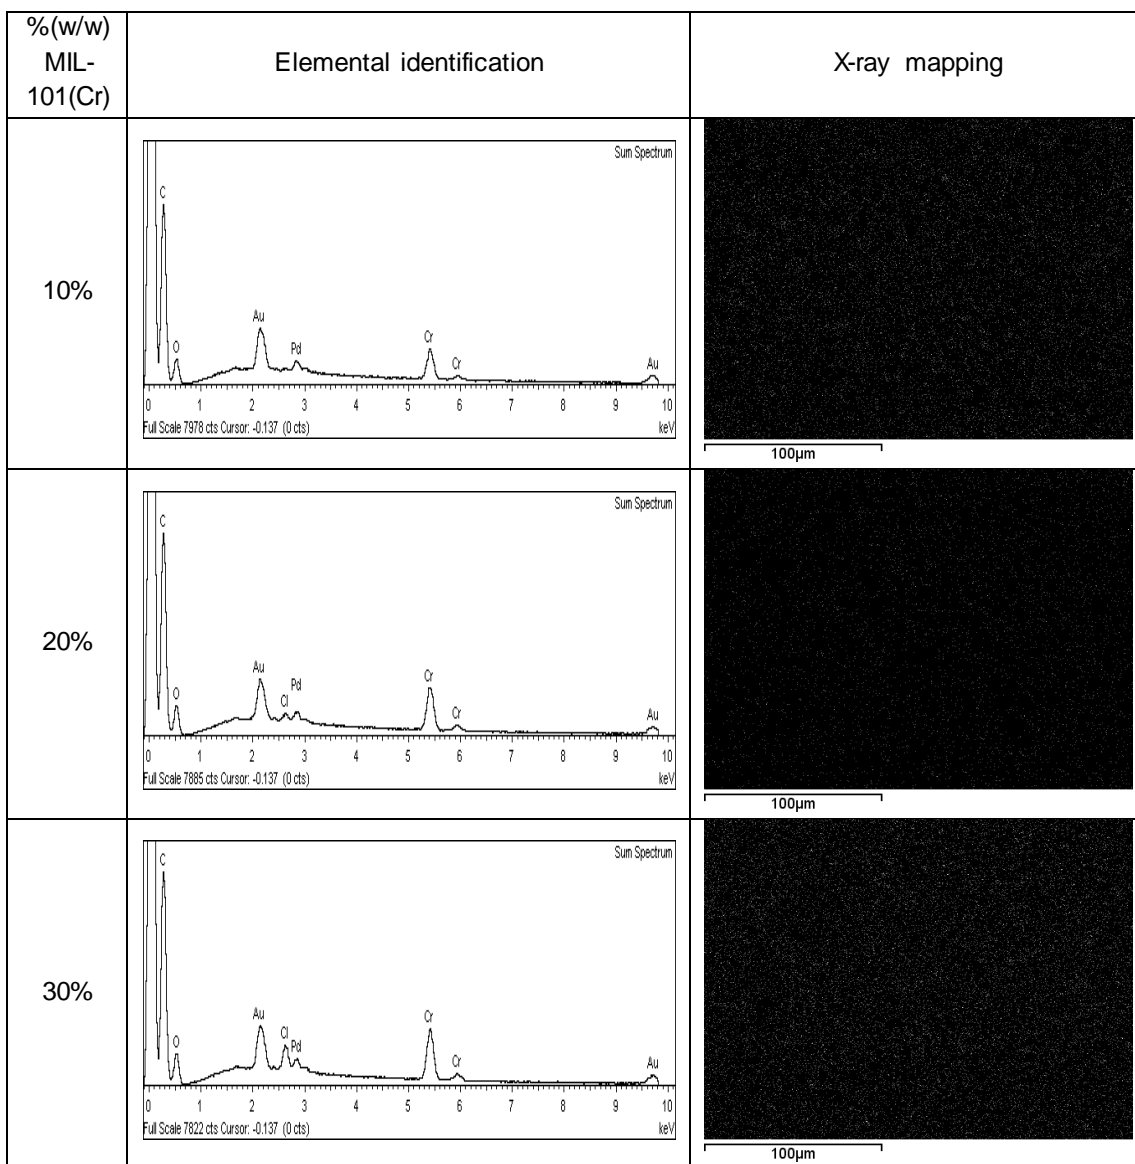 %(w/w)
MIL-
101(Cr)
Elemental identification
X-ray mapping
10%
Sum Spectrum
C
O
Au
Pd
Cr
Cr
Au
0 1 2 3 4 5 6 7 8 9 10
Full Scale 7978 cts Cursor: -0.137 (0 cts)
keV
100µm
20%
Sum Spectrum
C
O
Au
Cl
Pd
Cr
Cr
Au
0 1 2 3 4 5 6 7 8 9 10
Full Scale 7885 cts Cursor: -0.137 (0 cts)
keV
100µm
30%
Sum Spectrum
C
O
Au
Cl
Pd
Cr
Cr
Au
0 1 2 3 4 5 6 7 8 9 10
Full Scale 7822 cts Cursor: -0.137 (0 cts)
keV
100µm